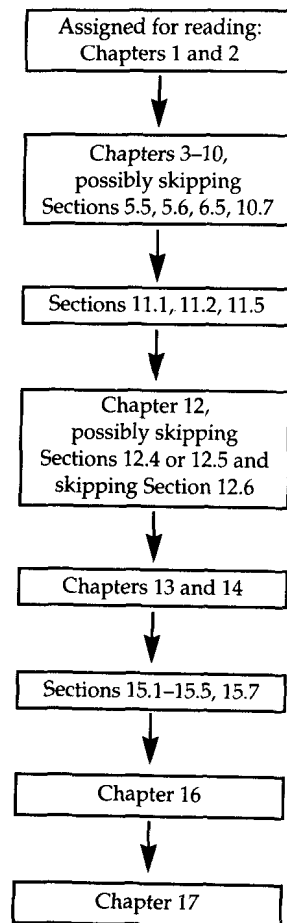 Assigned for reading:
Chapters 1 and 2
Chapters 3–10,
possibly skipping
Sections 5.5, 5.6, 6.5, 10.7
Sections 11.1, 11.2, 11.5
Chapter 12,
possibly skipping
Sections 12.4 or 12.5 and
skipping Section 12.6
Chapters 13 and 14
Sections 15.1–15.5, 15.7
Chapter 16
Chapter 17